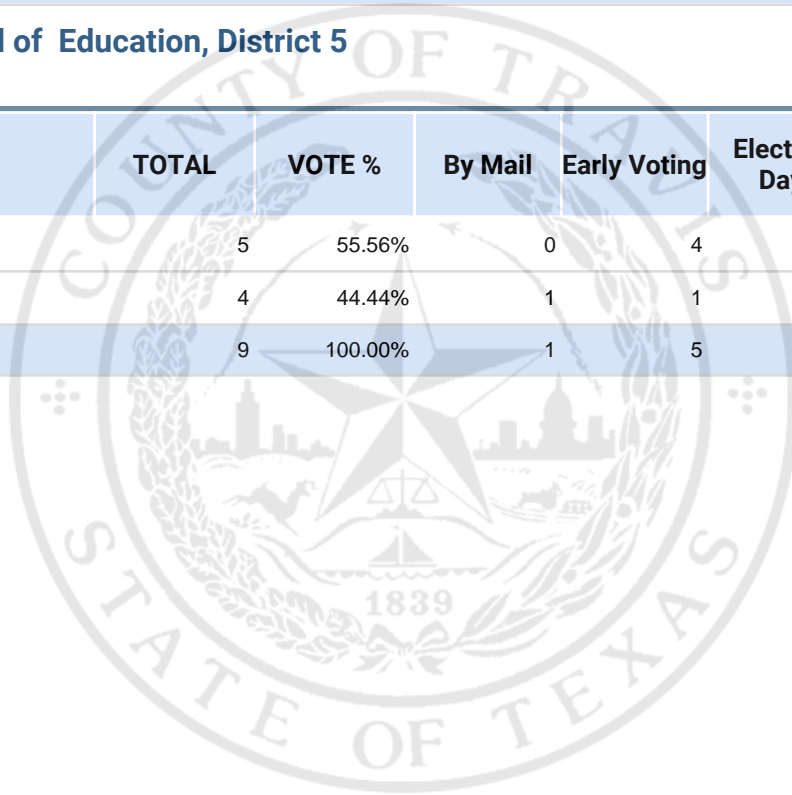 of Education, District 5
TOTAL VOTE % By Mail Early Voting
5 55.56% 0 4
4 44.44% 1 1
9 100.00% 1 5
COUNTY OF TRAVIS
1839
STATE OF TEXAS